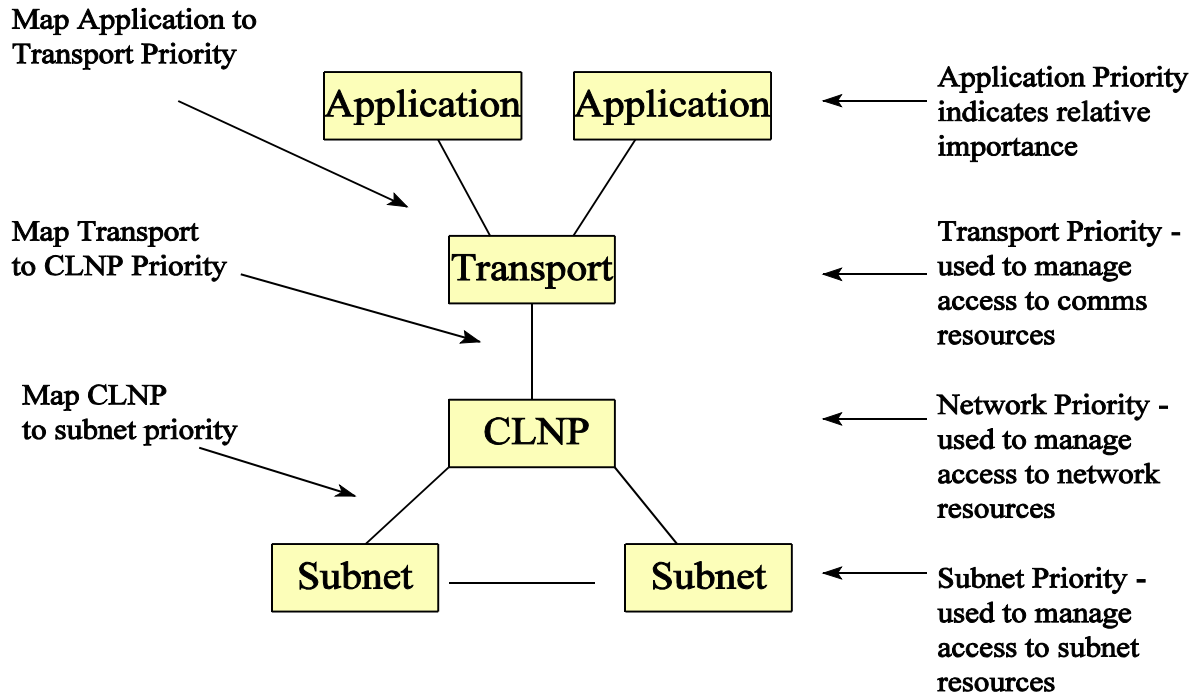 Map Application to
Transport Priority
Application
Application
Application Priority
indicates relative
importance
Map Transport
to CLNP Priority
Transport
Transport Priority -
used to manage
access to comms
resources
Map CLNP
to subnet priority
CLNP
Network Priority -
used to manage
access to network
resources
Subnet
Subnet
Subnet Priority -
used to manage
access to subnet
resources